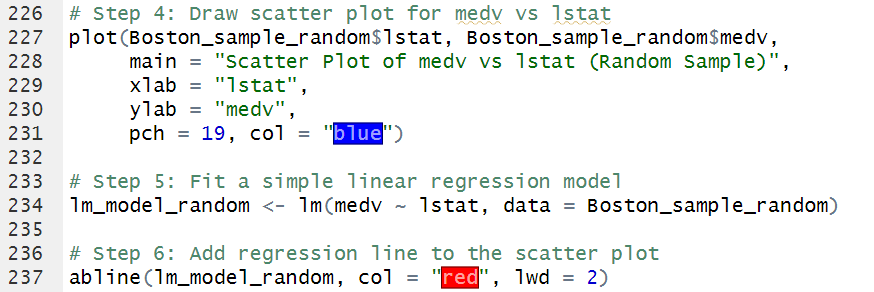 226 # Step 4: Draw scatter plot for medv vs lstat
227 plot(Boston_sample_random$lstat, Boston_sample_random$medv,
228      main = "Scatter Plot of medv vs lstat (Random Sample)",
229      xlab = "lstat",
230      ylab = "medv",
231      pch = 19, col = "blue")
232
233 # Step 5: Fit a simple linear regression model
234 lm_model_random <- lm(medv ~ lstat, data = Boston_sample_random)
235
236 # Step 6: Add regression line to the scatter plot
237 abline(lm_model_random, col = "red", lwd = 2)